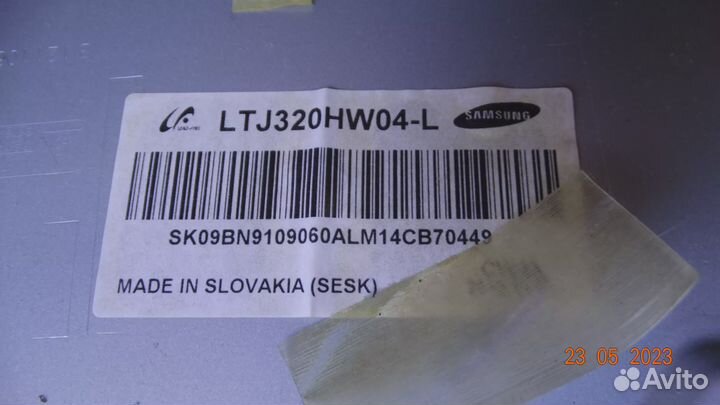 LTJ320HW04-L SAMSUNG
SK09BN9109060ALM14CB70449
MADE IN SLOVAKIA (SESK)
23 05 2023
Avito